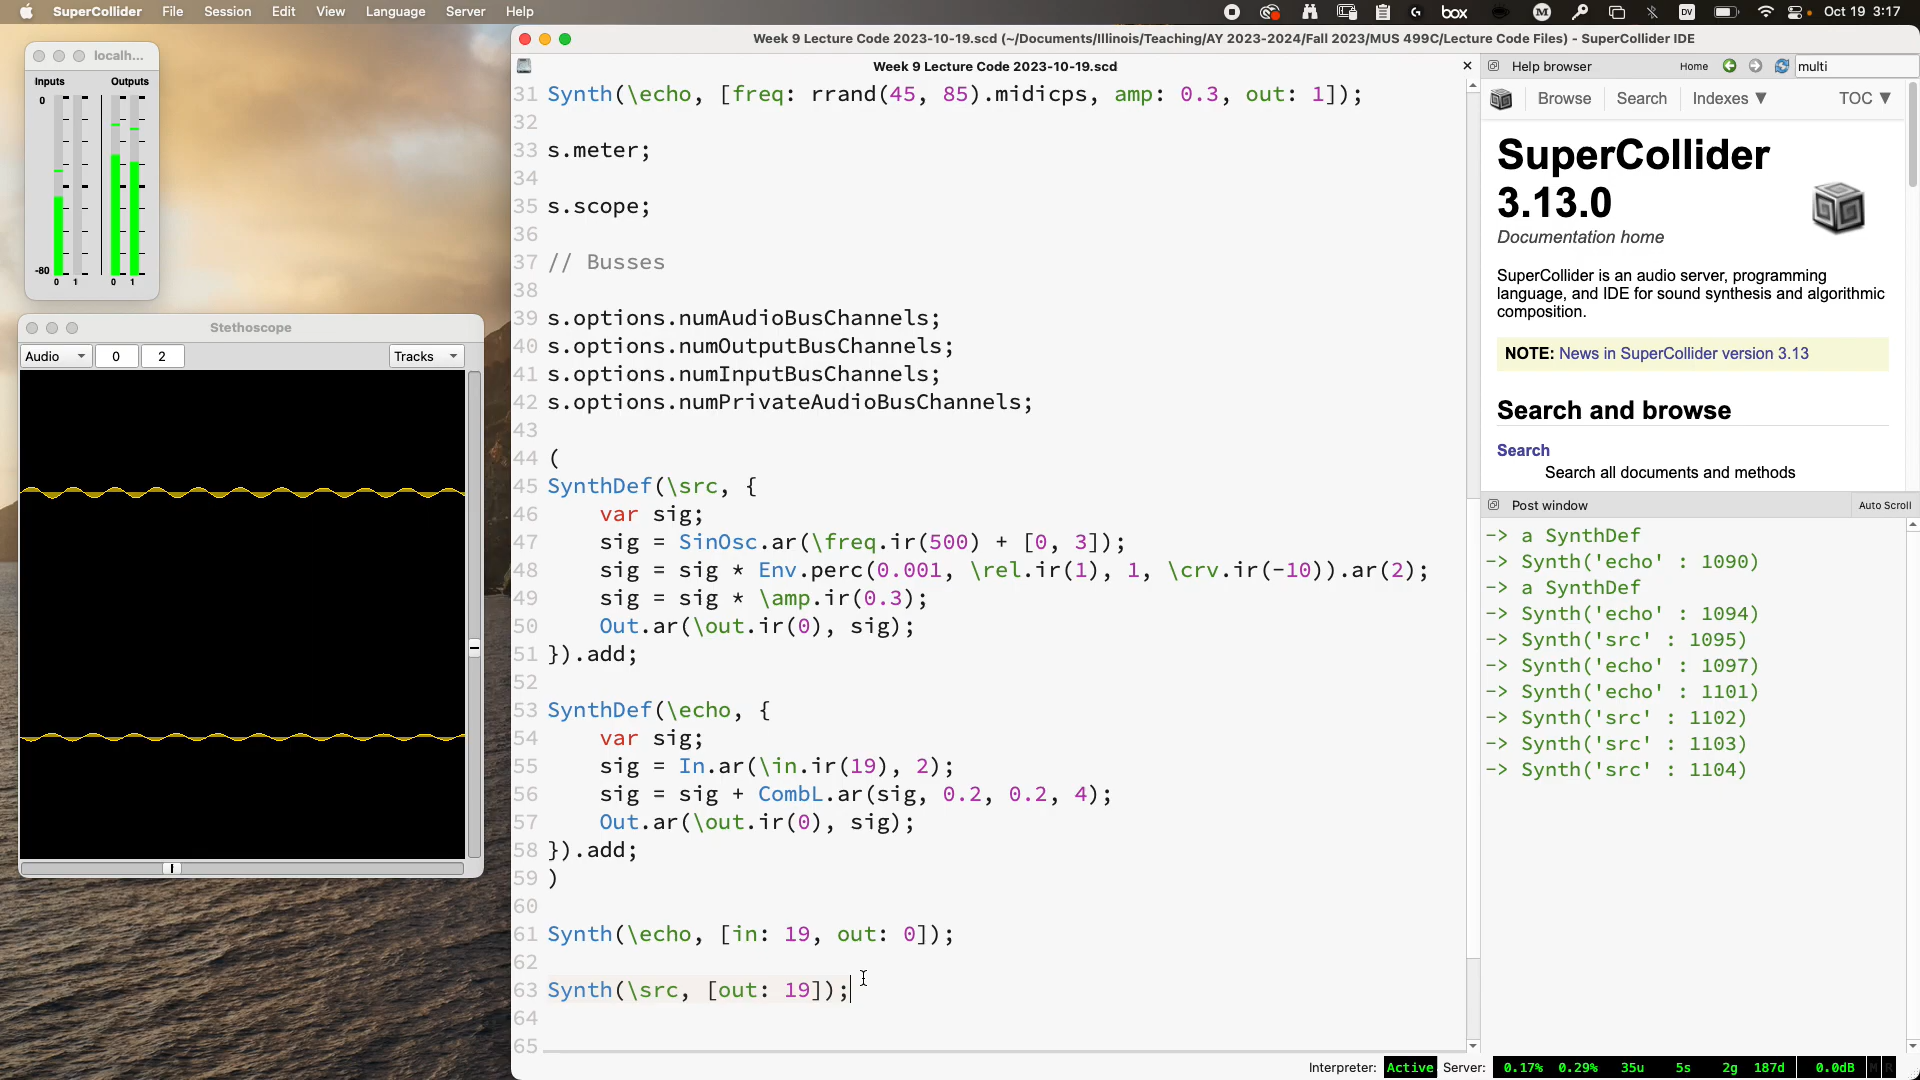 SuperCollider File Session Edit View Language Server Help
box
DV
Oct 19 3:17
localh...
Inputs Outputs
0
-80
0 1 0 1
Stethoscope
Audio 0 2 Tracks
Week 9 Lecture Code 2023-10-19.scd (~/Documents/Illinois/Teaching/AY 2023-2024/Fall 2023/MUS 499C/Lecture Code Files) - SuperCollider IDE
Week 9 Lecture Code 2023-10-19.scd
31 Synth(\echo, [freq: rrand(45, 85).midicps, amp: 0.3, out: 1]);
32
33 s.meter;
34
35 s.scope;
36
37 // Busses
38
39 s.options.numAudioBusChannels;
40 s.options.numOutputBusChannels;
41 s.options.numInputBusChannels;
42 s.options.numPrivateAudioBusChannels;
43
44 (
45 SynthDef(\src, {
46 var sig;
47 sig = SinOsc.ar(\freq.ir(500) + [0, 3]);
48 sig = sig * Env.perc(0.001, \rel.ir(1), 1, \crv.ir(-10)).ar(2);
49 sig = sig * \amp.ir(0.3);
50 Out.ar(\out.ir(0), sig);
51 }).add;
52
53 SynthDef(\echo, {
54 var sig;
55 sig = In.ar(\in.ir(19), 2);
56 sig = sig + CombL.ar(sig, 0.2, 0.2, 4);
57 Out.ar(\out.ir(0), sig);
58 }).add;
59 )
60
61 Synth(\echo, [in: 19, out: 0]);
62
63 Synth(\src, [out: 19]);
64
65
Help browser Home multi
Browse Search Indexes ▼ TOC ▼
SuperCollider
3.13.0
Documentation home
SuperCollider is an audio server, programming
language, and IDE for sound synthesis and algorithmic
composition.
NOTE: News in SuperCollider version 3.13
Search and browse
Search
Search all documents and methods
Post window Auto Scroll
-> a SynthDef
-> Synth('echo' : 1090)
-> a SynthDef
-> Synth('echo' : 1094)
-> Synth('src' : 1095)
-> Synth('echo' : 1097)
-> Synth('echo' : 1101)
-> Synth('src' : 1102)
-> Synth('src' : 1103)
-> Synth('src' : 1104)
Interpreter: Active Server: 0.17% 0.29% 35u 5s 2g 187d 0.0dB M R